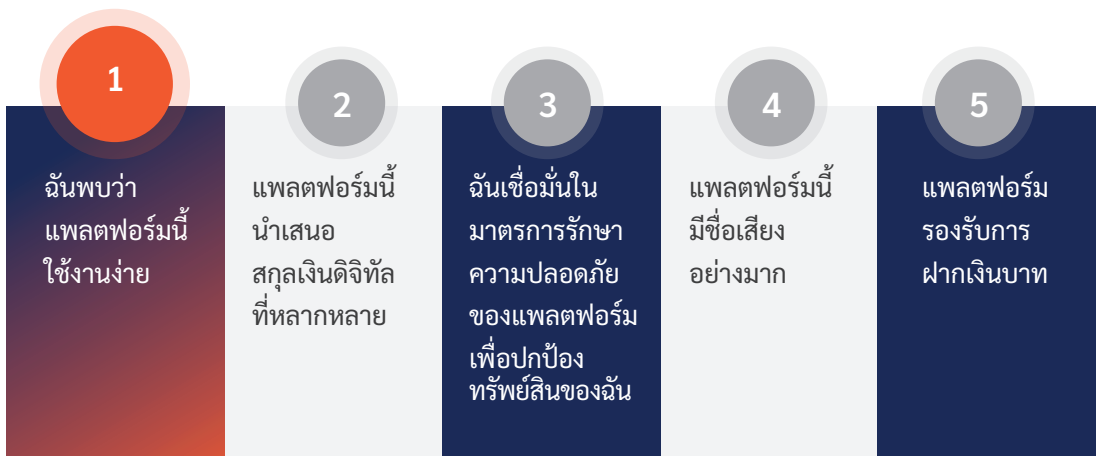 1
ฉันพบว่า
แพลตฟอร์มนี้
ใช้งานง่าย
2
แพลตฟอร์มนี้
นำเสนอ
สกุลเงินดิจิทัล
ที่หลากหลาย
3
ฉันเชื่อมั่นใน
มาตรการรักษา
ความปลอดภัย
ของแพลตฟอร์ม
เพื่อปกป้อง
ทรัพย์สินของฉัน
4
แพลตฟอร์มนี้
มีชื่อเสียง
อย่างมาก
5
แพลตฟอร์ม
รองรับการ
ฝากเงินบาท